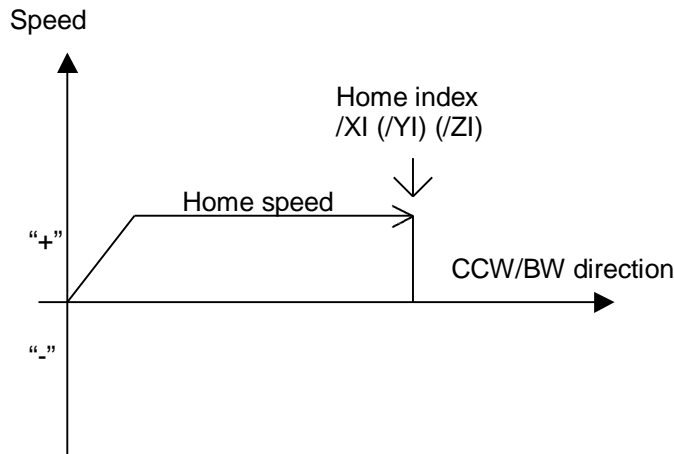 Speed
Home index
/XI (/YI) (/ZI)
Home speed
“+”
CCW/BW direction
“-”